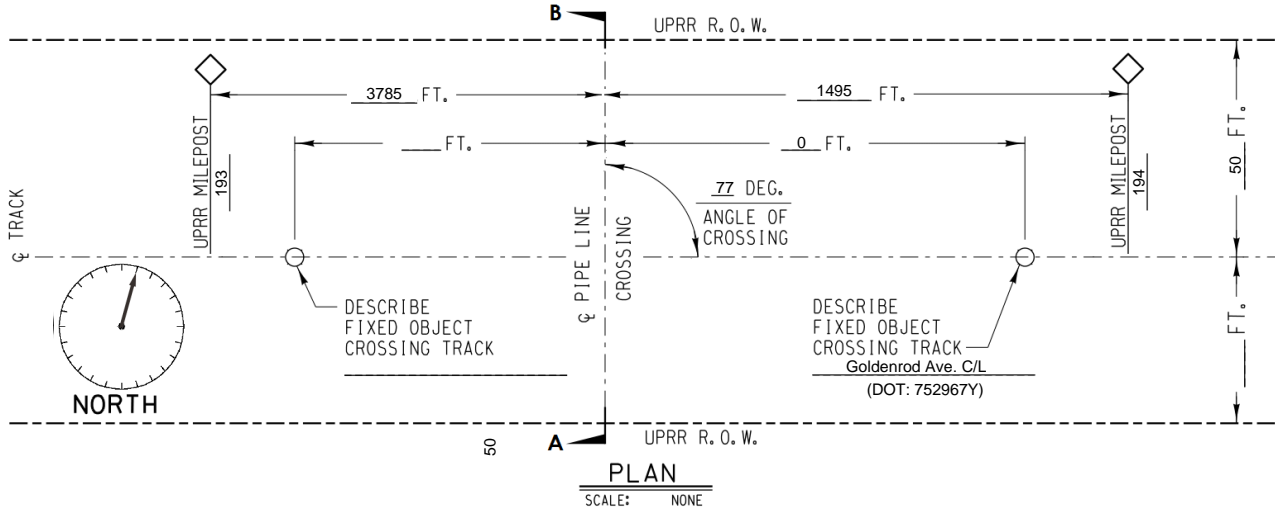 B
UPRR R.O.W.
3785 FT.
1495 FT.
____ FT.
0 FT.
UPRR MILEPOST
193
UPRR MILEPOST
194
50 FT.
77 DEG.
ANGLE OF
CROSSING
℄ TRACK
℄ PIPE LINE
CROSSING
DESCRIBE
FIXED OBJECT
CROSSING TRACK
DESCRIBE
FIXED OBJECT
CROSSING TRACK
Goldenrod Ave. C/L
(DOT: 752967Y)
FT.
NORTH
50
A
UPRR R.O.W.
PLAN
SCALE: NONE